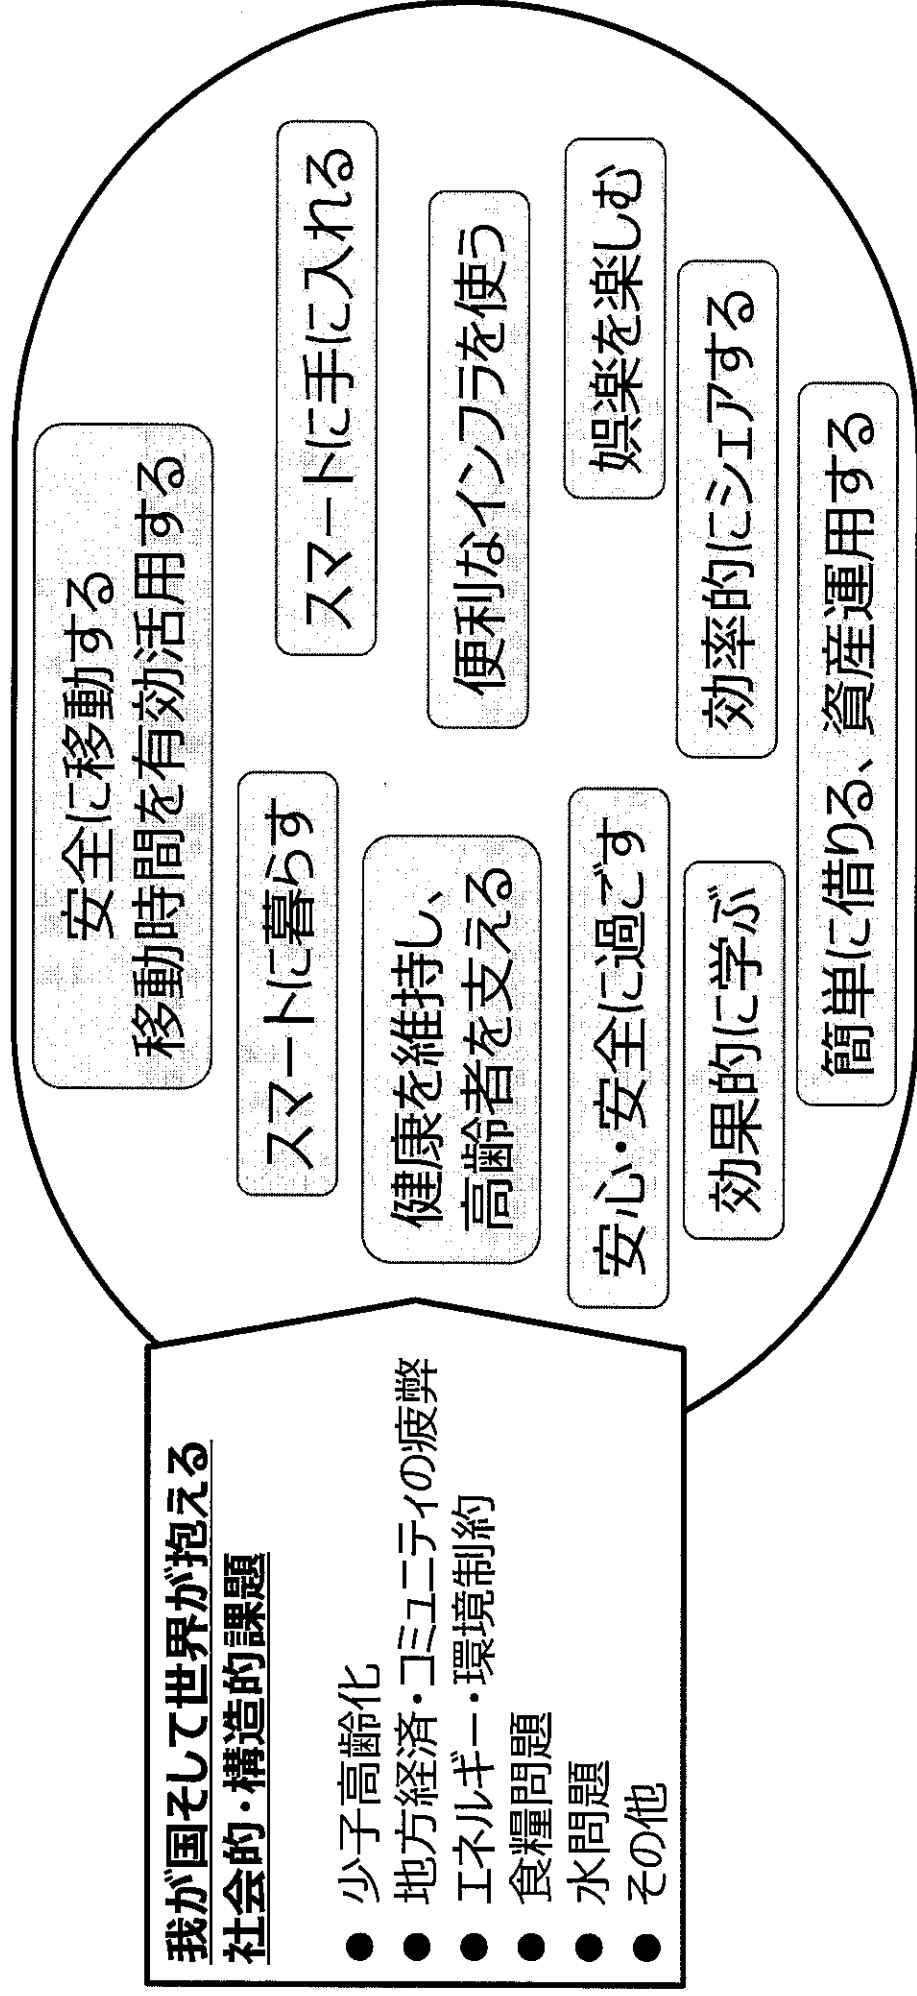 我が国そして世界が抱える
社会的・構造的課題
● 少子高齢化
● 地方経済・コミュニティの疲弊
● エネルギー・環境制約
● 食糧問題
● 水問題
● その他
安全に移動する
移動時間を有効活用する
スマートに暮らす
スマートに手に入れる
健康を維持し、
高齢者を支える
便利なインフラを使う
安心・安全に過ごす
娯楽を楽しむ
効果的に学ぶ
効率的にシェアする
簡単に借りる、資産運用する